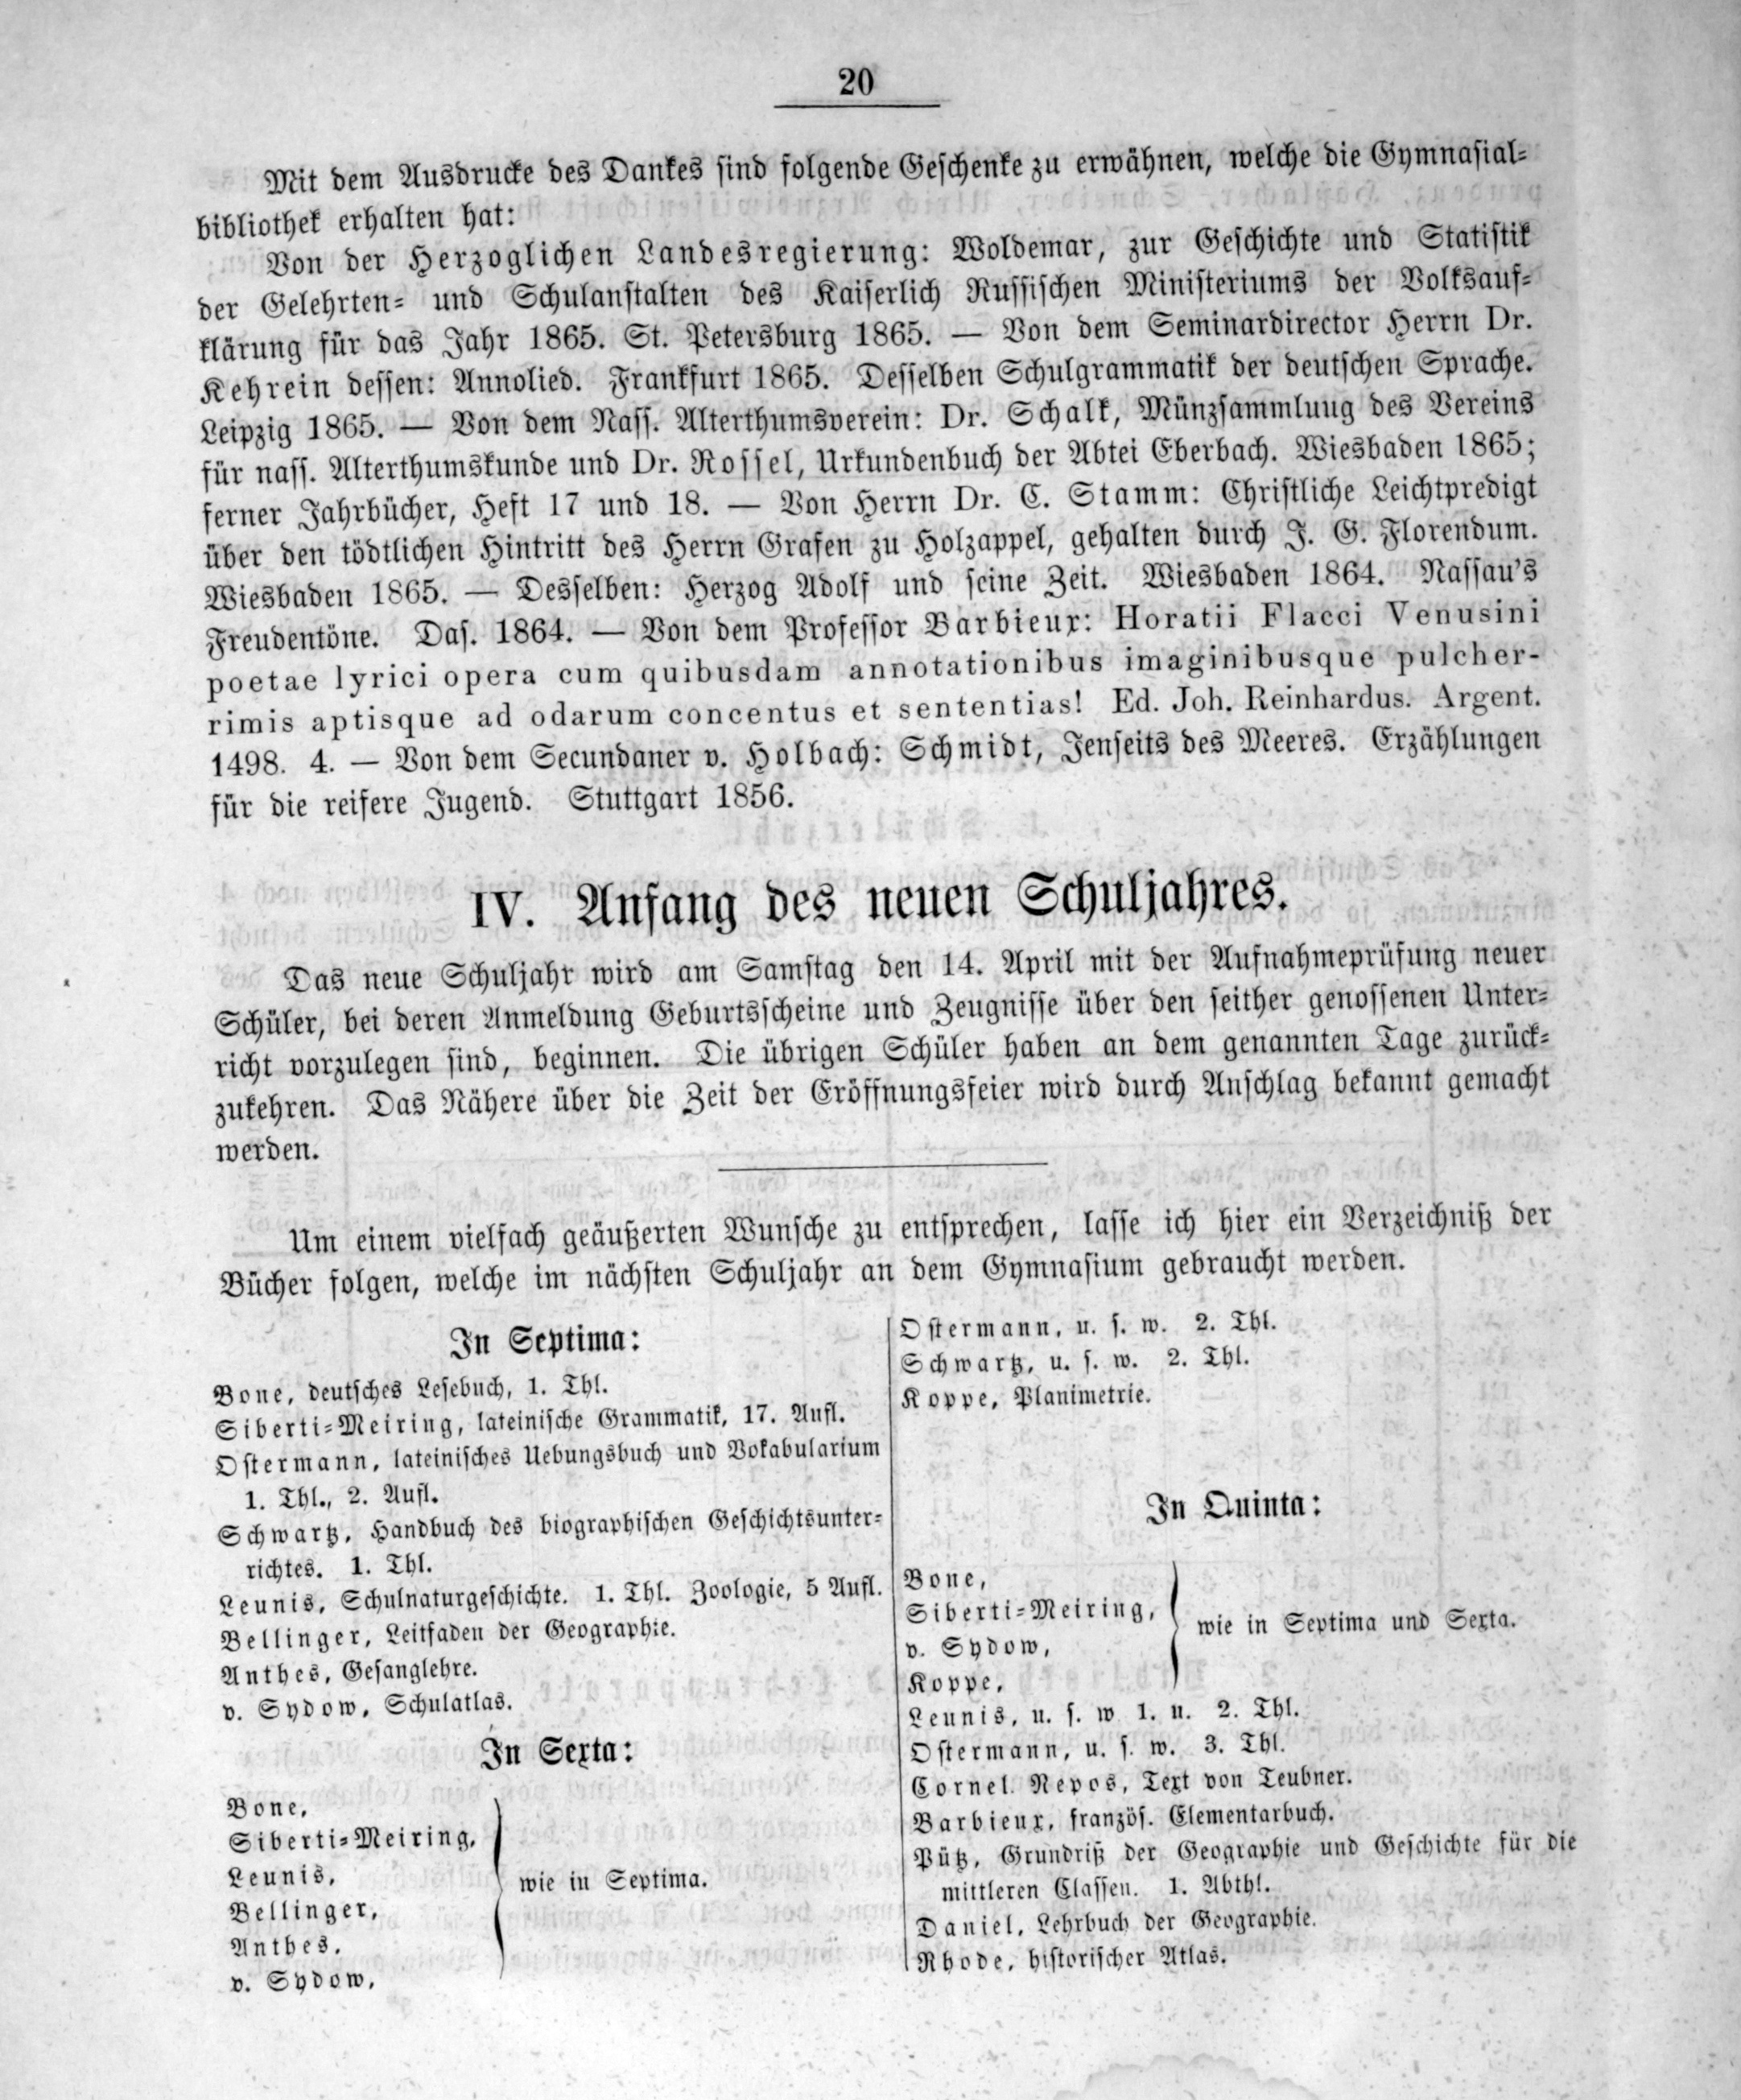 20
Mit dem Ausdrucke des Dankes sind folgende Geschenke zu erwähnen, welche die Gymnasial-
bibliothek erhalten hat:
Von der Herzoglichen Landesregierung: Woldemar, zur Geschichte und Statistik
der Gelehrten- und Schulanstalten des Kaiserlich Russischen Ministeriums der Volksauf-
klärung für das Jahr 1865. St. Petersburg 1865. — Von dem Seminardirector Herrn Dr.
Kehrein dessen: Annolied. Frankfurt 1865. Desselben Schulgrammatik der deutschen Sprache.
Leipzig 1865. — Von dem Nass. Alterthumsverein: Dr. Schalk, Münzsammlung des Vereins
für nass. Alterthumskunde und Dr. Rossel, Urkundenbuch der Abtei Eberbach. Wiesbaden 1865;
ferner Jahrbücher, Heft 17 und 18. — Von Herrn Dr. C. Stamm: Christliche Leichtpredigt
über den tödtlichen Hintritt des Herrn Grafen zu Holzappel, gehalten durch J. G. Florendum.
Wiesbaden 1865. — Desselben: Herzog Adolf und seine Zeit. Wiesbaden 1864. Nassau's
Freudentöne. Das. 1864. — Von dem Professor Barbieux: Horatii Flacci Venusini
poetae lyrici opera cum quibusdam annotationibus imaginibusque pulcher-
rimis aptisque ad odarum concentus et sententias! Ed. Joh. Reinhardus. Argent.
1498. 4. — Von dem Secundaner v. Holbach: Schmidt, Jenseits des Meeres. Erzählungen
für die reifere Jugend. Stuttgart 1856.
IV. Anfang des neuen Schuljahres.
Das neue Schuljahr wird am Samstag den 14. April mit der Aufnahmeprüfung neuer
Schüler, bei deren Anmeldung Geburtsscheine und Zeugnisse über den seither genossenen Unter-
richt vorzulegen sind, beginnen. Die übrigen Schüler haben an dem genannten Tage zurück-
zukehren. Das Nähere über die Zeit der Eröffnungsfeier wird durch Anschlag bekannt gemacht
werden.
Um einem vielfach geäußerten Wunsche zu entsprechen, lasse ich hier ein Verzeichniß der
Bücher folgen, welche im nächsten Schuljahr an dem Gymnasium gebraucht werden.
In Septima:
Bone, deutsches Lesebuch, 1. Thl.
Siberti-Meiring, lateinische Grammatik, 17. Aufl.
Ostermann, lateinisches Uebungsbuch und Vokabularium
1. Thl., 2. Aufl.
Schwartz, Handbuch des biographischen Geschichtsunter-
richtes. 1. Thl.
Leunis, Schulnaturgeschichte. 1. Thl. Zoologie, 5 Aufl.
Bellinger, Leitfaden der Geographie.
Anthes, Gesanglehre.
v. Sydow, Schulatlas.
In Sexta:
Bone,
Siberti-Meiring,
Leunis,
Bellinger,
Anthes,
v. Sydow,
wie in Septima.
Ostermann, u. s. w. 2. Thl.
Schwartz, u. s. w. 2. Thl.
Koppe, Planimetrie.
In Quinta:
Bone,
Siberti-Meiring,
v. Sydow,
Koppe,
wie in Septima und Sexta.
Leunis, u. s. w 1. u. 2. Thl.
Ostermann, u. s. w. 3. Thl.
Cornel. Nepos, Text von Teubner.
Barbieux, französ. Elementarbuch.
Pütz, Grundriß der Geographie und Geschichte für die
mittleren Classen. 1. Abthl.
Daniel, Lehrbuch der Geographie.
Rhode, historischer Atlas.